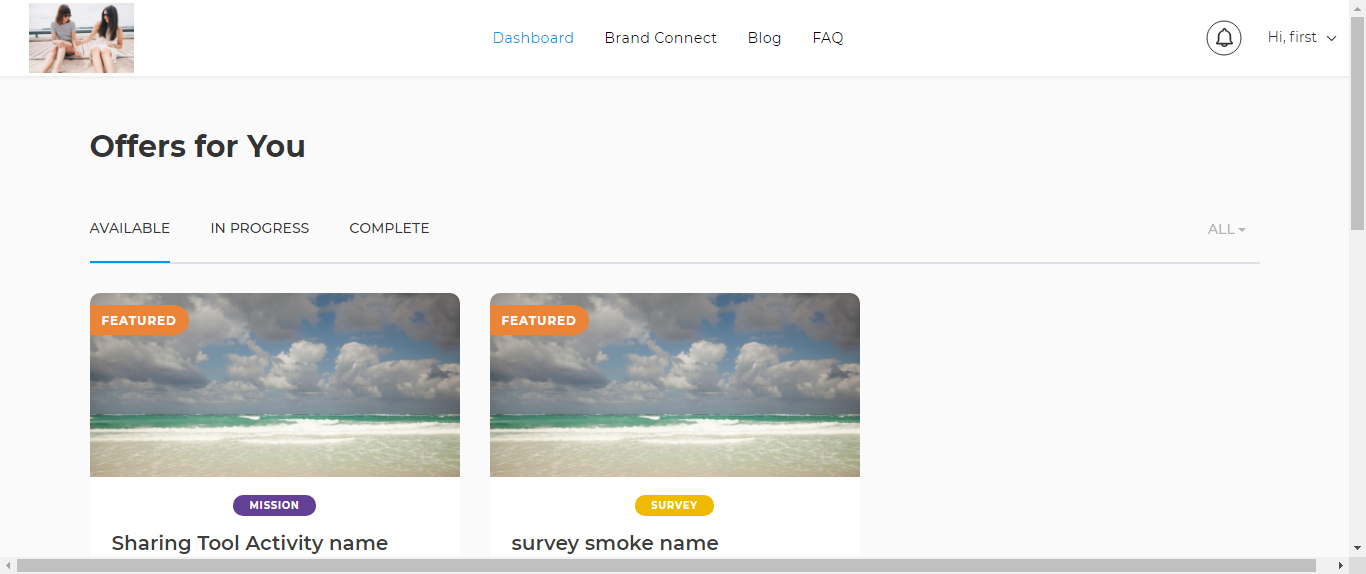 Dashboard Brand Connect Blog FAQ Hi, first
Offers for You
AVAILABLE IN PROGRESS COMPLETE ALL
FEATURED FEATURED
MISSION SURVEY
Sharing Tool Activity name survey smoke name